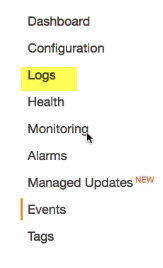 Dashboard
Configuration
Logs
Health
Monitoring
Alarms
Managed Updates NEW
Events
Tags